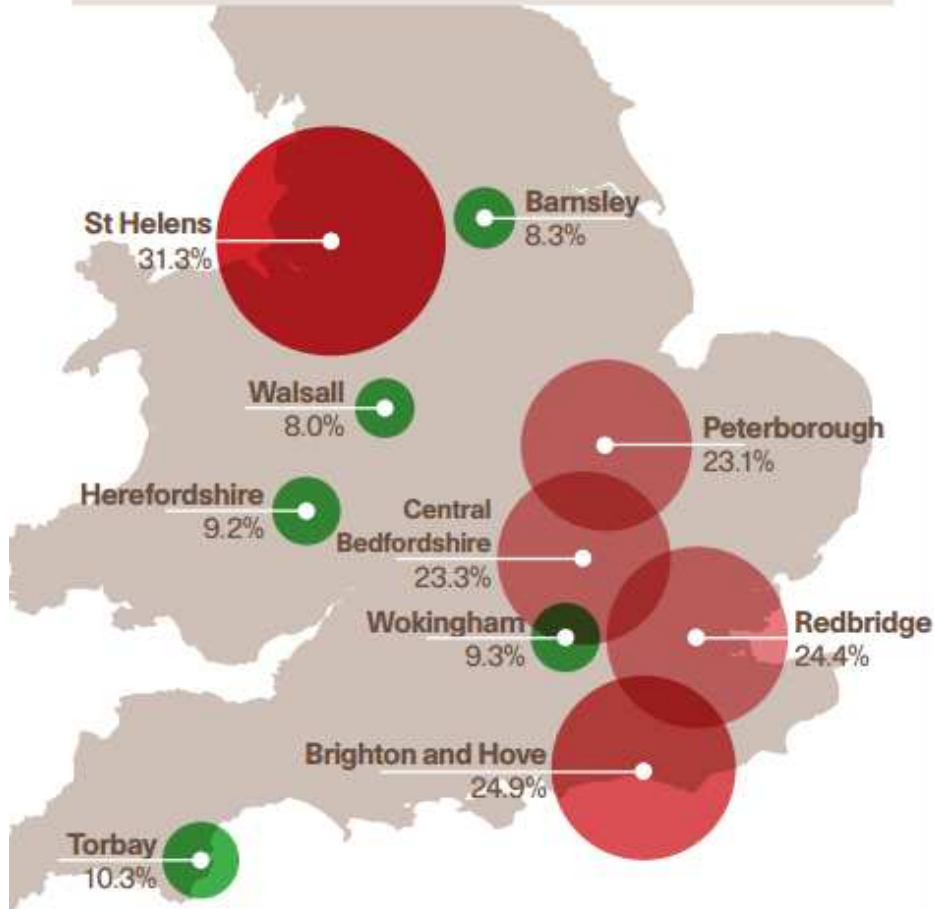 St Helens
31.3%
Barnsley
8.3%
Walsall
8.0%
Peterborough
23.1%
Herefordshire
9.2%
Central
Bedfordshire
23.3%
Wokingham
9.3%
Redbridge
24.4%
Brighton and Hove
24.9%
Torbay
10.3%